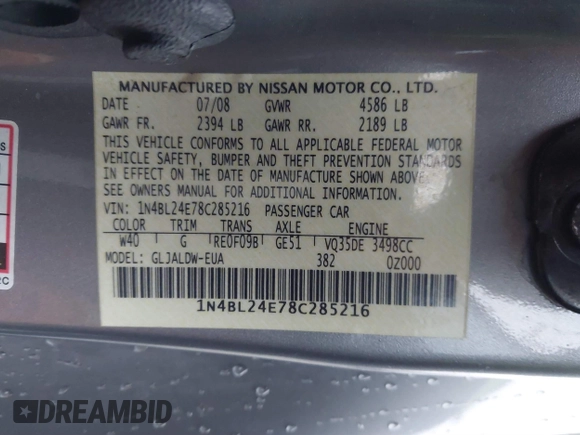 MANUFACTURED BY NISSAN MOTOR CO., LTD.
DATE 07/08 GVWR 4586 LB
GAWR FR. 2394 LB GAWR RR. 2189 LB
THIS VEHICLE CONFORMS TO ALL APPLICABLE FEDERAL MOTOR
VEHICLE SAFETY, BUMPER AND THEFT PREVENTION STANDARDS
IN EFFECT ON THE DATE OF MANUFACTURE SHOWN ABOVE.
SEE OWNERS MANUAL FOR ADDITIONAL INFORMATION.
VIN: 1N4BL24E78C285216 PASSENGER CAR
COLOR TRIM TRANS AXLE ENGINE
W40 G RE0F09B GE51 VQ35DE 3498CC
MODEL: GLJALDW-EUA 382 0Z000
1N4BL24E78C285216
DREAMBID